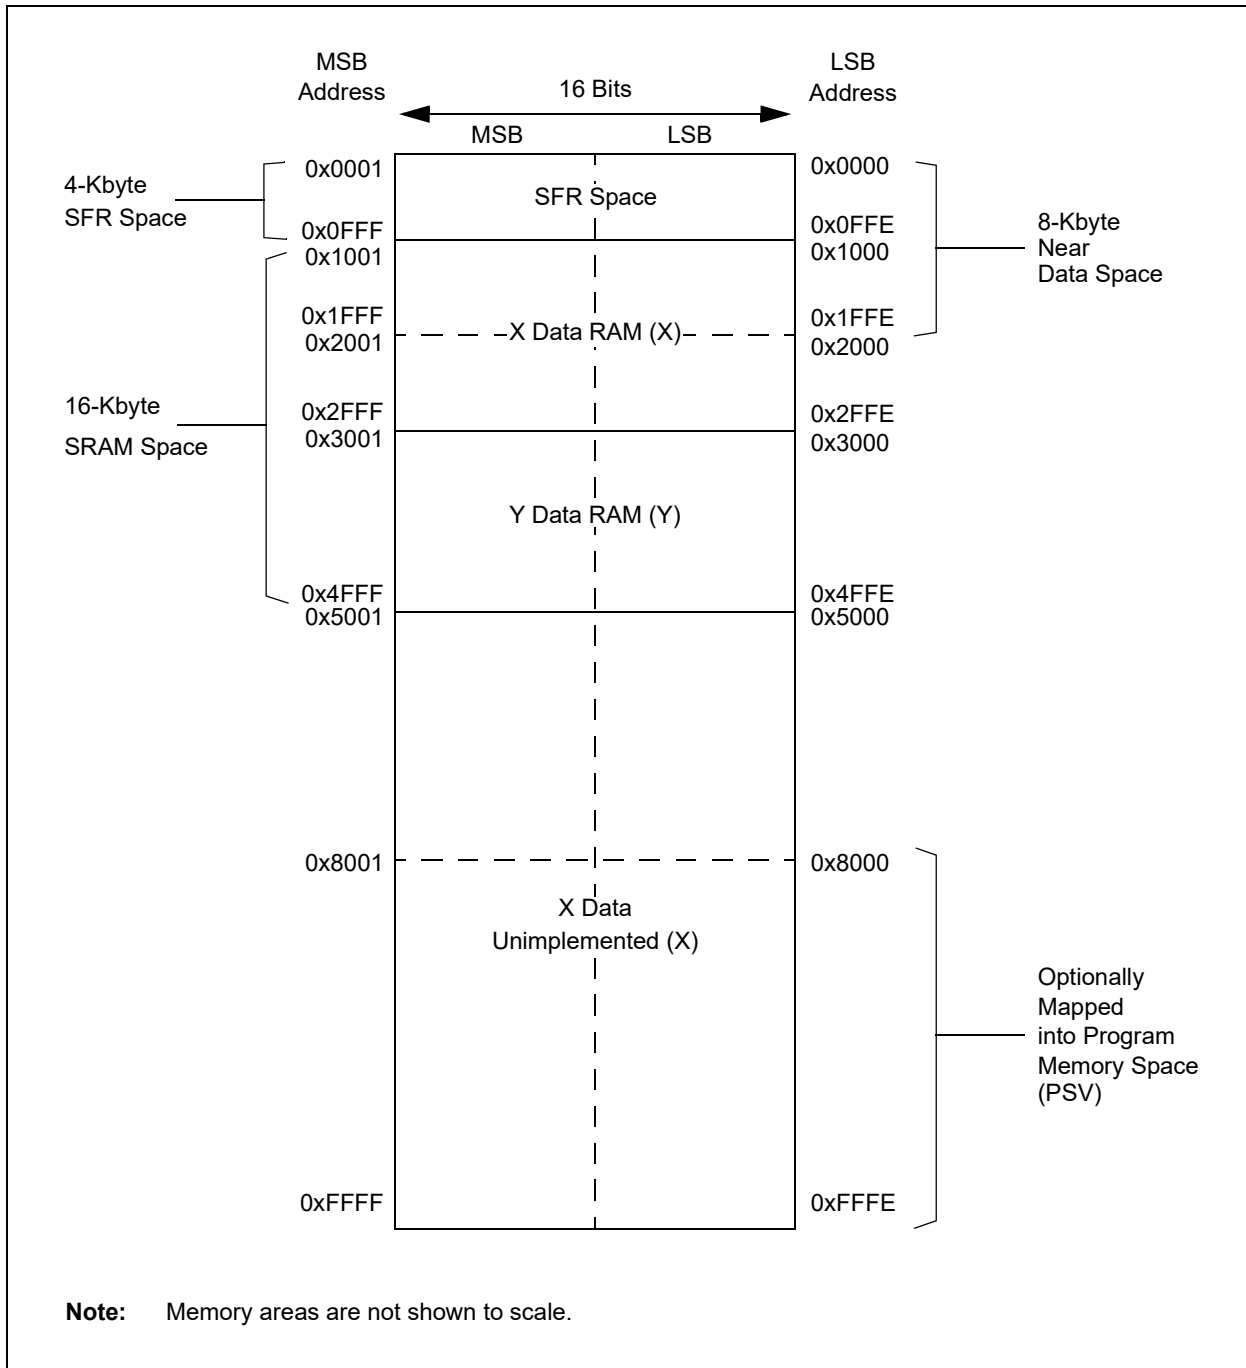 MSB
Address
LSB
Address
16 Bits
MSB
LSB
0x0001
0x0000
4-Kbyte
SFR Space
SFR Space
0x0FFF
0x0FFE
0x1001
0x1000
8-Kbyte
Near
Data Space
0x1FFF
0x1FFE
X Data RAM (X)
0x2001
0x2000
16-Kbyte
SRAM Space
0x2FFF
0x2FFE
0x3001
0x3000
Y Data RAM (Y)
0x4FFF
0x4FFE
0x5001
0x5000
0x8001
0x8000
X Data
Unimplemented (X)
Optionally
Mapped
into Program
Memory Space
(PSV)
0xFFFF
0xFFFE
Note: Memory areas are not shown to scale.